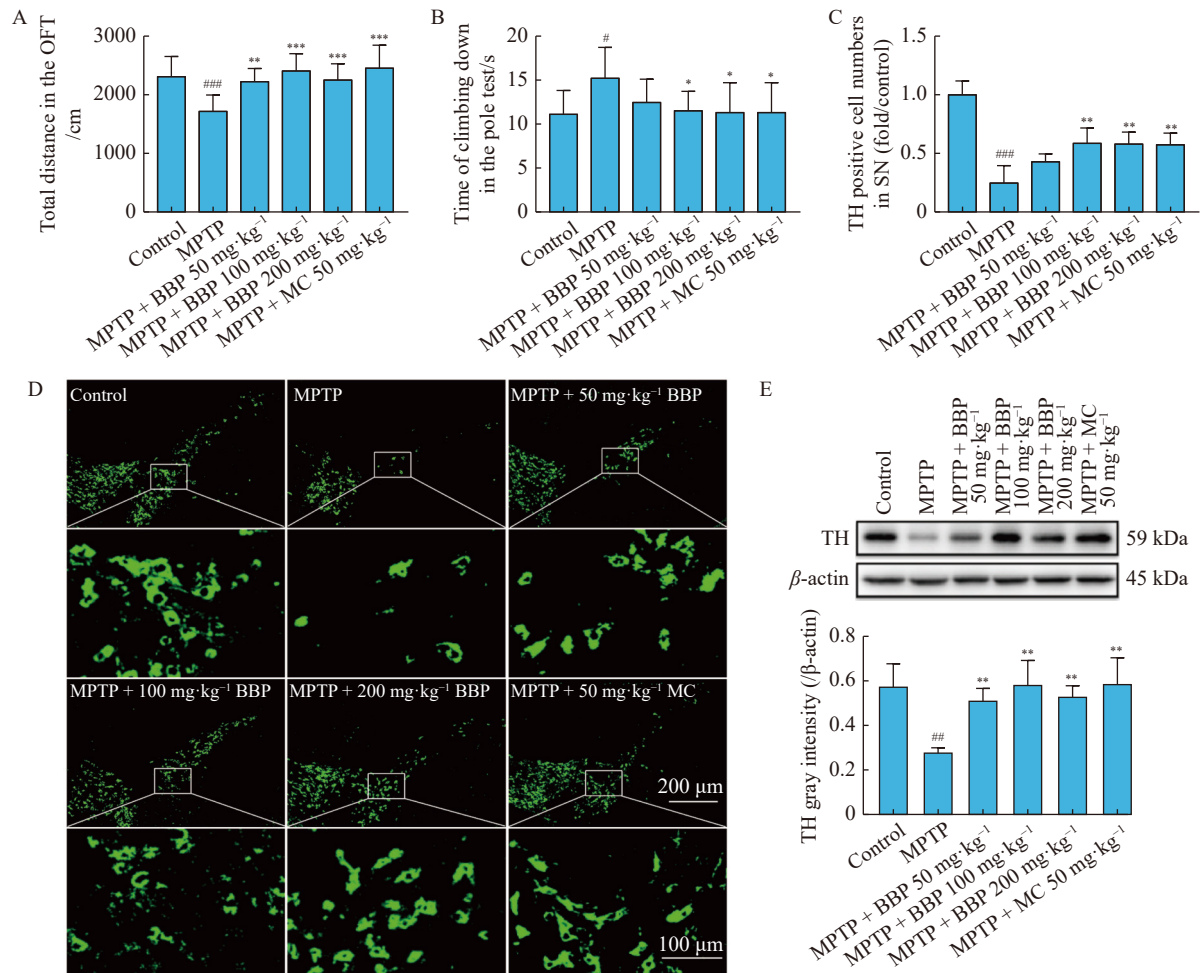 A
Total distance in the OFT
/cm
3000
2000
1000
0
###
**
***
***
***
Control
MPTP
MPTP + BBP 50 mg·kg⁻¹
MPTP + BBP 100 mg·kg⁻¹
MPTP + BBP 200 mg·kg⁻¹
MPTP + MC 50 mg·kg⁻¹
B
Time of climbing down
in the pole test/s
20
15
10
5
0
#
*
*
*
Control
MPTP
MPTP + BBP 50 mg·kg⁻¹
MPTP + BBP 100 mg·kg⁻¹
MPTP + BBP 200 mg·kg⁻¹
MPTP + MC 50 mg·kg⁻¹
C
TH positive cell numbers
in SN (fold/control)
1.0
0.5
0
###
**
**
**
Control
MPTP
MPTP + BBP 50 mg·kg⁻¹
MPTP + BBP 100 mg·kg⁻¹
MPTP + BBP 200 mg·kg⁻¹
MPTP + MC 50 mg·kg⁻¹
D
Control
MPTP
MPTP + 50 mg·kg⁻¹ BBP
MPTP + 100 mg·kg⁻¹ BBP
MPTP + 200 mg·kg⁻¹ BBP
MPTP + 50 mg·kg⁻¹ MC
200 μm
100 μm
E
Control
MPTP
MPTP + BBP
50 mg·kg⁻¹
MPTP + BBP
100 mg·kg⁻¹
MPTP + BBP
200 mg·kg⁻¹
MPTP + MC
50 mg·kg⁻¹
TH
59 kDa
β-actin
45 kDa
TH gray intensity (/β-actin)
0.8
0.6
0.4
0.2
0
##
**
**
**
**
Control
MPTP
MPTP + BBP 50 mg·kg⁻¹
MPTP + BBP 100 mg·kg⁻¹
MPTP + BBP 200 mg·kg⁻¹
MPTP + MC 50 mg·kg⁻¹